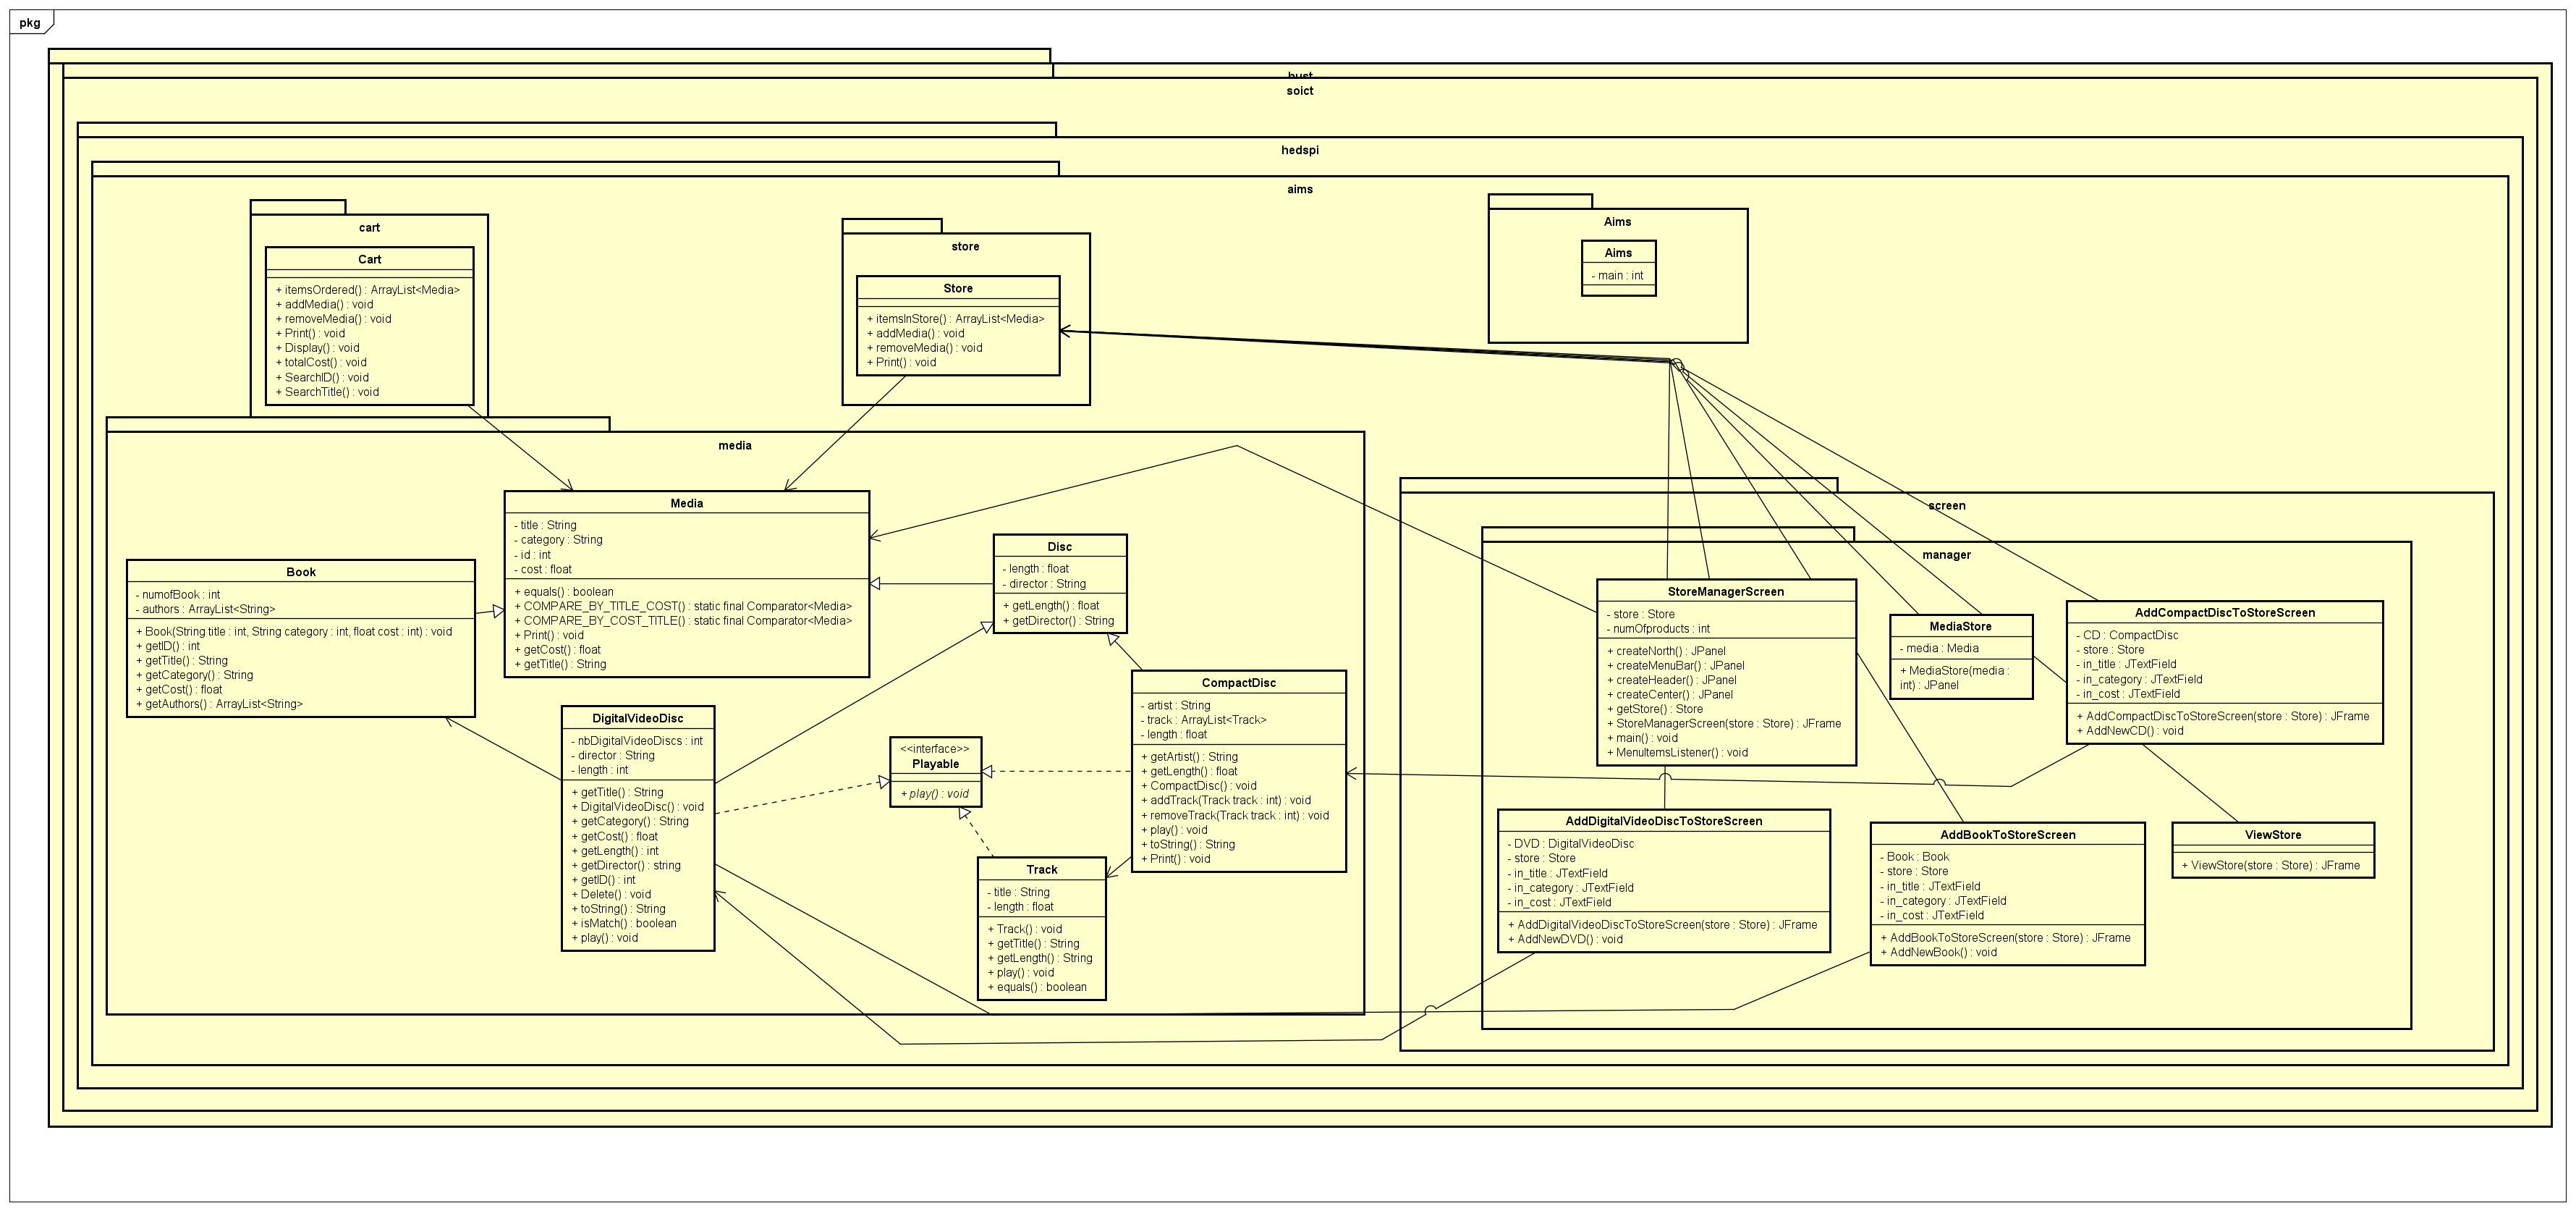 pkg
hust
soict
hedspi
aims
cart
Cart
+ itemsOrdered() : ArrayList<Media>
+ addMedia() : void
+ removeMedia() : void
+ Print() : void
+ Display() : void
+ totalCost() : void
+ SearchID() : void
+ SearchTitle() : void
store
Store
+ itemsInStore() : ArrayList<Media>
+ addMedia() : void
+ removeMedia() : void
+ Print() : void
Aims
Aims
- main : int
media
Media
- title : String
- category : String
- id : int
- cost : float
+ equals() : boolean
+ COMPARE_BY_TITLE_COST() : static final Comparator<Media>
+ COMPARE_BY_COST_TITLE() : static final Comparator<Media>
+ Print() : void
+ getCost() : float
+ getTitle() : String
Book
- numofBook : int
- authors : ArrayList<String>
+ Book(String title : int, String category : int, float cost : int) : void
+ getID() : int
+ getTitle() : String
+ getCategory() : String
+ getCost() : float
+ getAuthors() : ArrayList<String>
Disc
- length : float
- director : String
+ getLength() : float
+ getDirector() : String
DigitalVideoDisc
- nbDigitalVideoDiscs : int
- director : String
- length : int
+ getTitle() : String
+ DigitalVideoDisc() : void
+ getCategory() : String
+ getCost() : float
+ getLength() : int
+ getDirector() : string
+ getID() : int
+ Delete() : void
+ toString() : String
+ isMatch() : boolean
+ play() : void
<<interface>>
Playable
+ play() : void
CompactDisc
- artist : String
- track : ArrayList<Track>
- length : float
+ getArtist() : String
+ getLength() : float
+ CompactDisc() : void
+ addTrack(Track track : int) : void
+ removeTrack(Track track : int) : void
+ play() : void
+ toString() : String
+ Print() : void
Track
- title : String
- length : float
+ Track() : void
+ getTitle() : String
+ getLength() : String
+ play() : void
+ equals() : boolean
screen
manager
StoreManagerScreen
- store : Store
- numOfproducts : int
+ createNorth() : JPanel
+ createMenuBar() : JPanel
+ createHeader() : JPanel
+ createCenter() : JPanel
+ getStore() : Store
+ StoreManagerScreen(store : Store) : JFrame
+ main() : void
+ MenuItemsListener() : void
MediaStore
- media : Media
+ MediaStore(media :
int) : JPanel
AddCompactDiscToStoreScreen
- CD : CompactDisc
- store : Store
- in_title : JTextField
- in_category : JTextField
- in_cost : JTextField
+ AddCompactDiscToStoreScreen(store : Store) : JFrame
+ AddNewCD() : void
AddDigitalVideoDiscToStoreScreen
- DVD : DigitalVideoDisc
- store : Store
- in_title : JTextField
- in_category : JTextField
- in_cost : JTextField
+ AddDigitalVideoDiscToStoreScreen(store : Store) : JFrame
+ AddNewDVD() : void
AddBookToStoreScreen
- Book : Book
- store : Store
- in_title : JTextField
- in_category : JTextField
- in_cost : JTextField
+ AddBookToStoreScreen(store : Store) : JFrame
+ AddNewBook() : void
ViewStore
+ ViewStore(store : Store) : JFrame